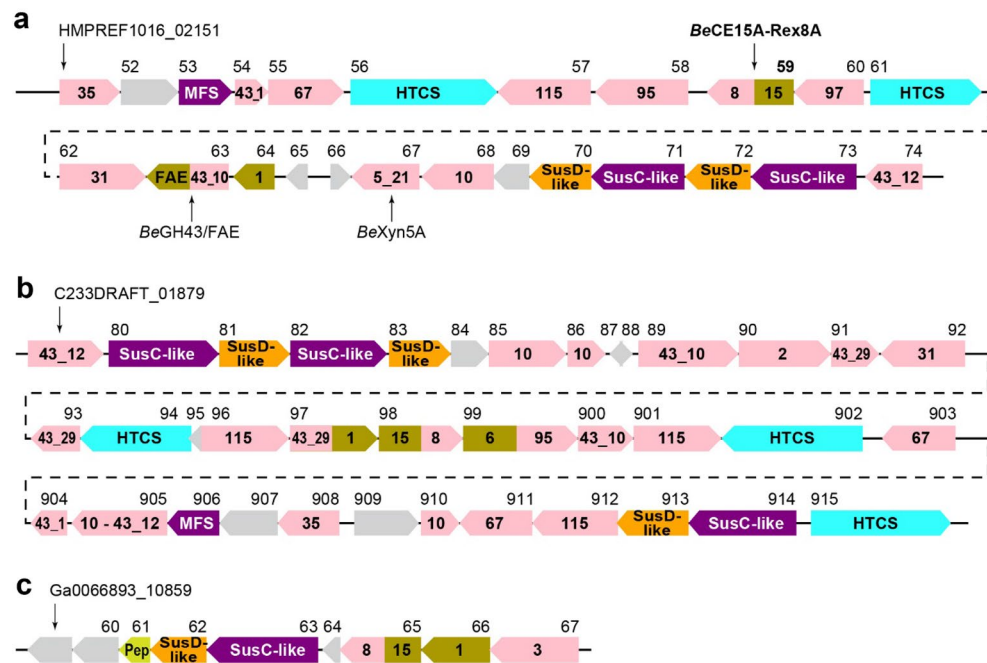 a
HMPREF1016_02151
BeCE15A-Rex8A
52 53 54 55 56 57 58 59 60 61
35 MFS 43_1 67 HTCS 115 95 8 15 97 HTCS
62 63 64 65 66 67 68 69 70 71 72 73 74
31 FAE 43_10 1 5_21 10 SusD-like SusC-like SusD-like SusC-like 43_12
BeGH43/FAE BeXyn5A
b
C233DRAFT_01879
80 81 82 83 84 85 86 87 88 89 90 91 92
43_12 SusC-like SusD-like SusC-like SusD-like 10 10 43_10 2 43_29 31
93 94 95 96 97 98 99 900 901 902 903
43_29 HTCS 115 43_29 1 15 8 6 95 43_10 115 HTCS 67
904 905 906 907 908 909 910 911 912 913 914 915
43_1 10 - 43_12 MFS 35 10 67 115 SusD-like SusC-like HTCS
c
Ga0066893_10859
60 61 62 63 64 65 66 67
Pep SusD-like SusC-like 8 15 1 3